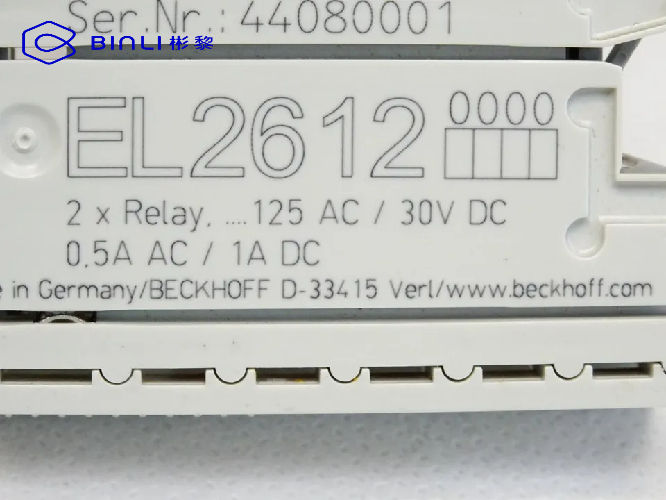 Ser.Nr.: 44080001
BINLI 彬黎
EL2612 0000
2 x Relay, ....125 AC / 30V DC
0,5A AC / 1A DC
e in Germany/BECKHOFF D-33415 Verl/www.beckhoff.com